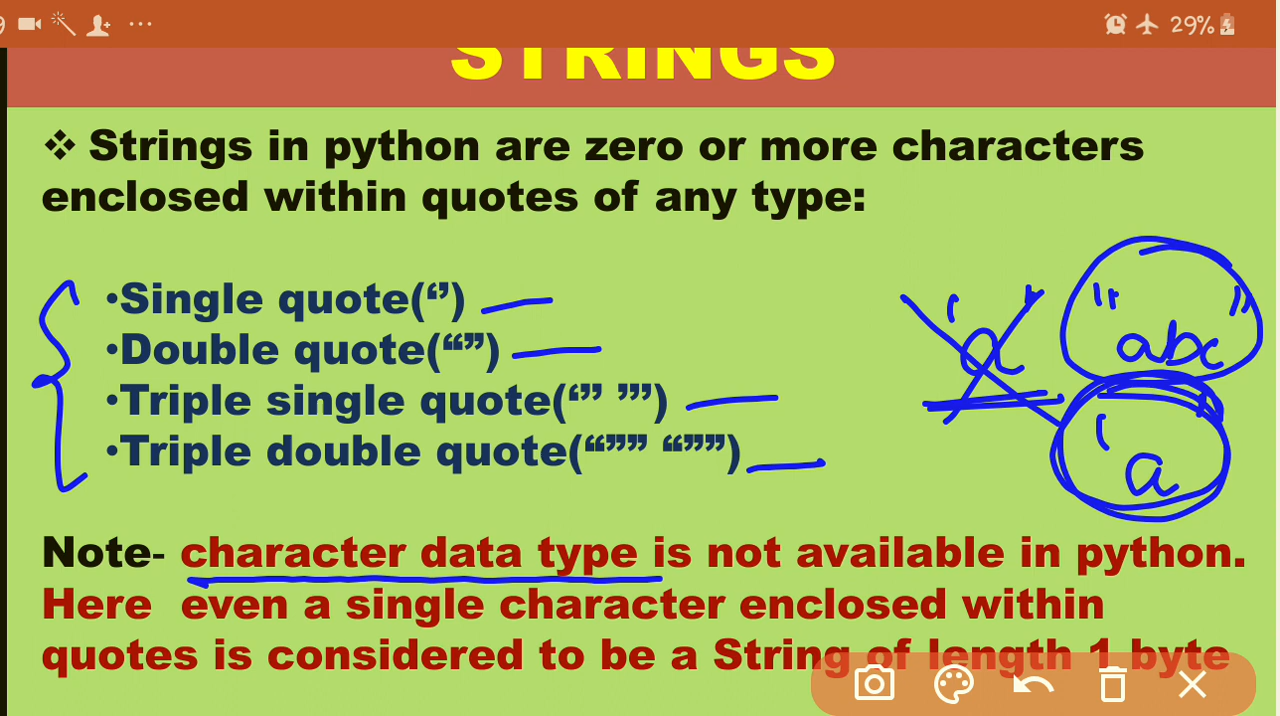 29%
STRINGS
❖ Strings in python are zero or more characters
enclosed within quotes of any type:
•Single quote(‘’)
•Double quote(“”)
•Triple single quote(‘’’ ’’’)
•Triple double quote(“”” “””)
'a'
"abc"
'a'
Note- character data type is not available in python.
Here even a single character enclosed within
quotes is considered to be a String of length 1 byte